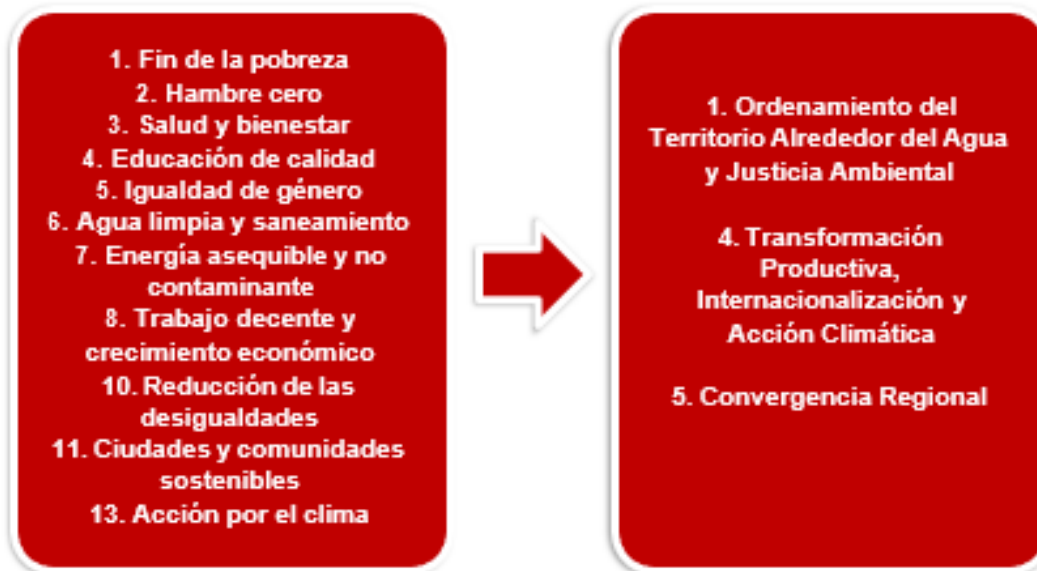 1. Fin de la pobreza
2. Hambre cero
3. Salud y bienestar
4. Educación de calidad
5. Igualdad de género
6. Agua limpia y saneamiento
7. Energía asequible y no
contaminante
8. Trabajo decente y
crecimiento económico
10. Reducción de las
desigualdades
11. Ciudades y comunidades
sostenibles
13. Acción por el clima
1. Ordenamiento del
Territorio Alrededor del Agua
y Justicia Ambiental
4. Transformación
Productiva,
Internacionalización y
Acción Climática
5. Convergencia Regional